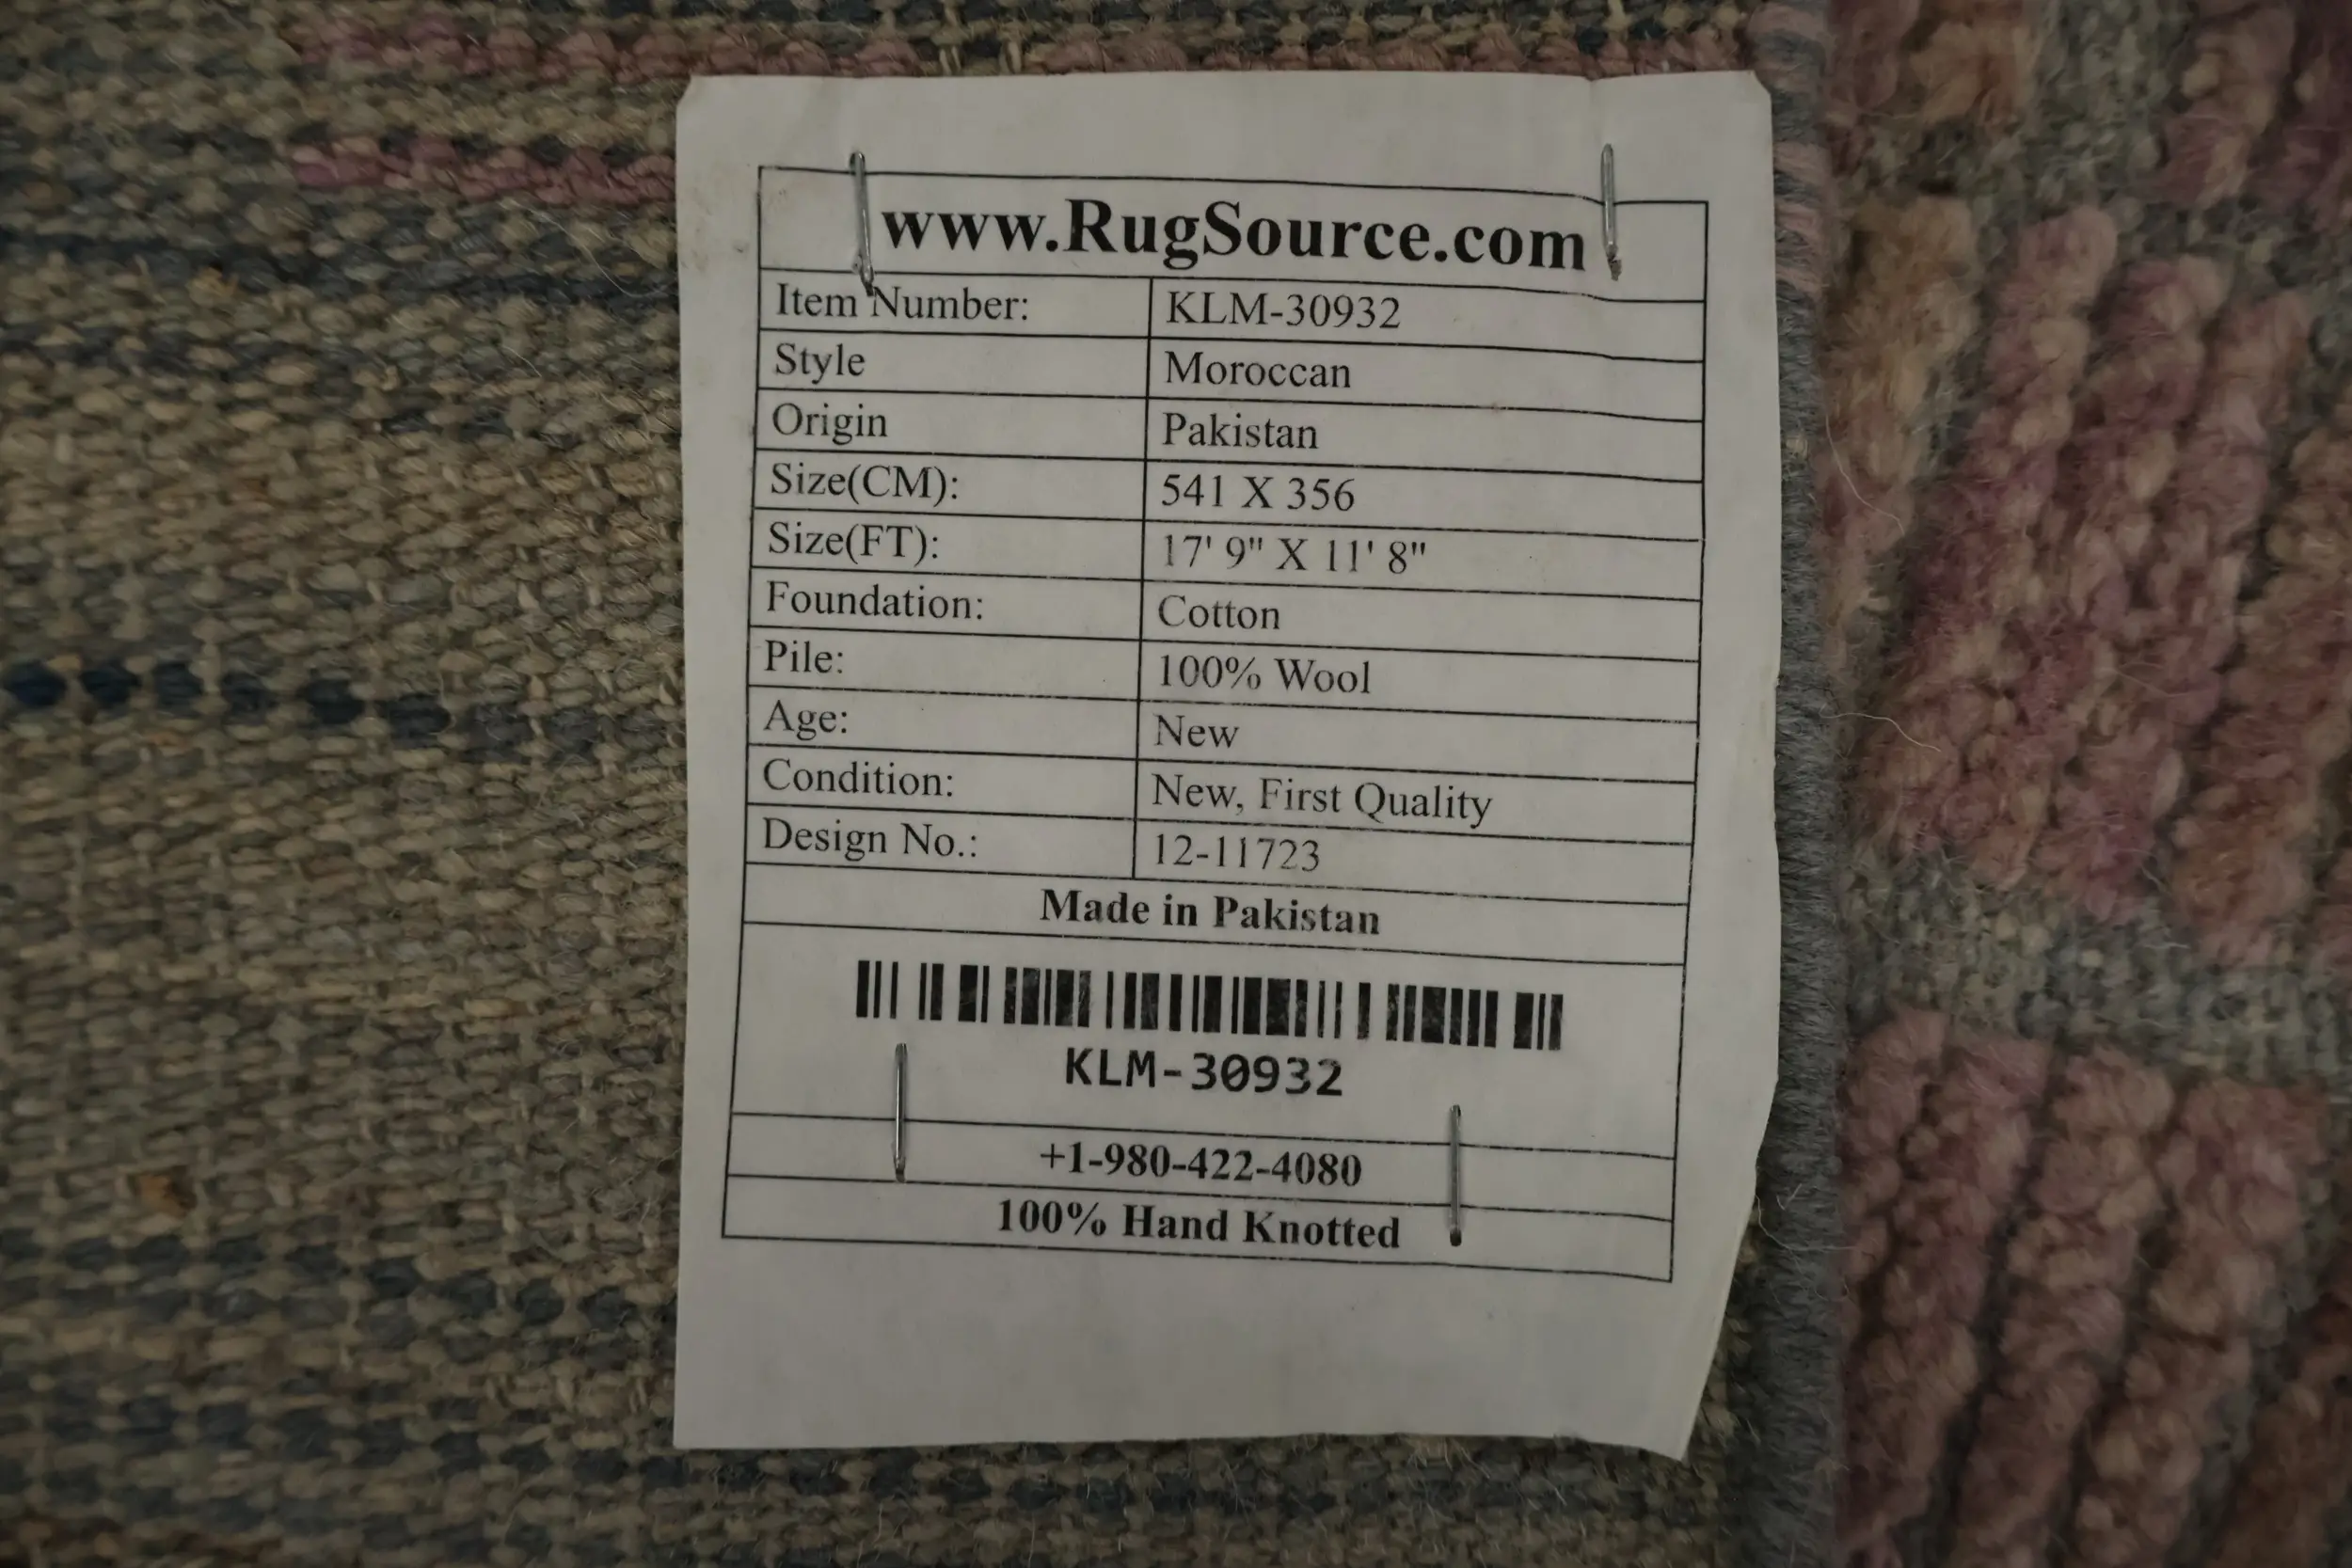 www.RugSource.com
Item Number: KLM-30932
Style Moroccan
Origin Pakistan
Size(CM): 541 X 356
Size(FT): 17' 9" X 11' 8"
Foundation: Cotton
Pile: 100% Wool
Age: New
Condition: New, First Quality
Design No.: 12-11723
Made in Pakistan
KLM-30932
+1-980-422-4080
100% Hand Knotted